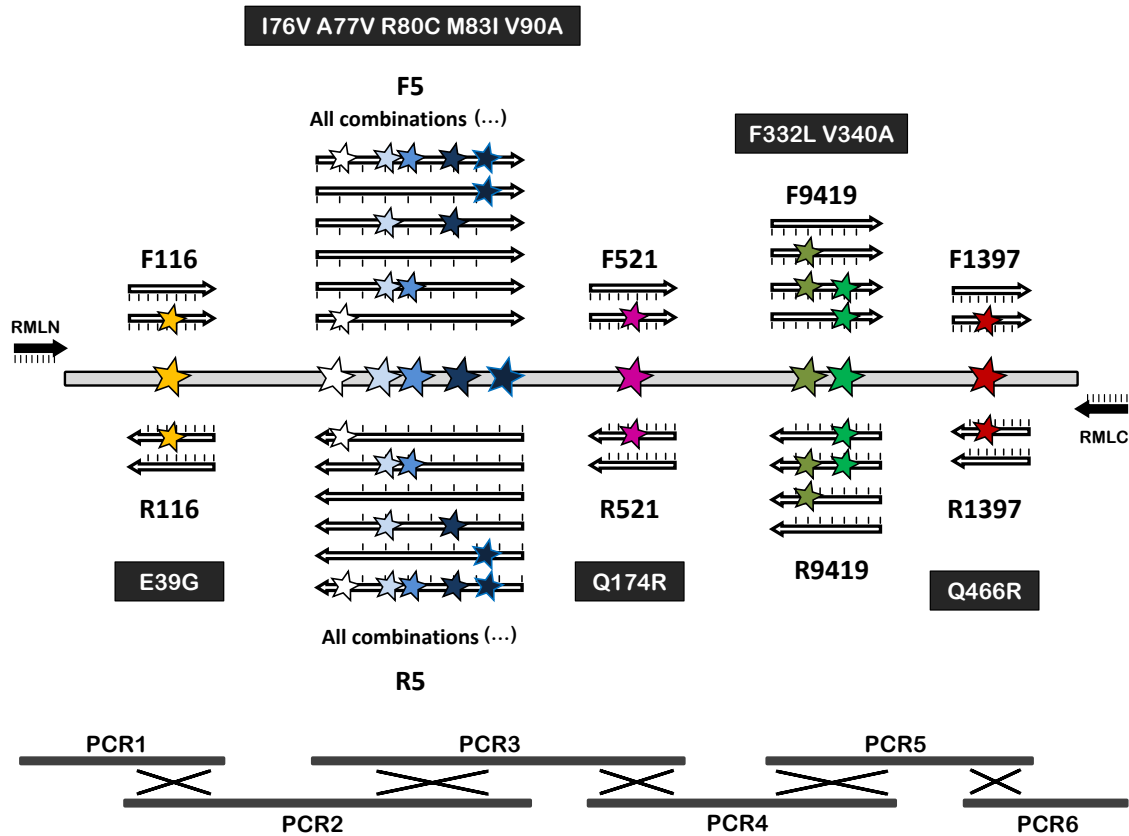 I76V A77V R80C M83I V90A
F5
All combinations (...)
F332L V340A
F9419
F116
F521
F1397
RMLN
RMLC
R116
R521
R1397
R9419
E39G
Q174R
Q466R
All combinations (...)
R5
PCR1
PCR3
PCR5
PCR2
PCR4
PCR6